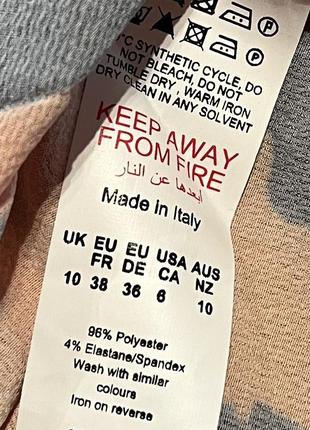 °C SYNTHETIC CYCLE, DO
NOT BLEACH, DO NOT
TUMBLE DRY , WARM IRON
DRY CLEAN IN ANY SOLVENT
KEEP AWAY
FROM FIRE
ابعدها عن النار
Made in Italy
UK EU EU USA AUS
FR DE CA NZ
10 38 36 6 10
96% Polyester
4% Elastane/Spandex
Wash with similar
colours
Iron on reverse